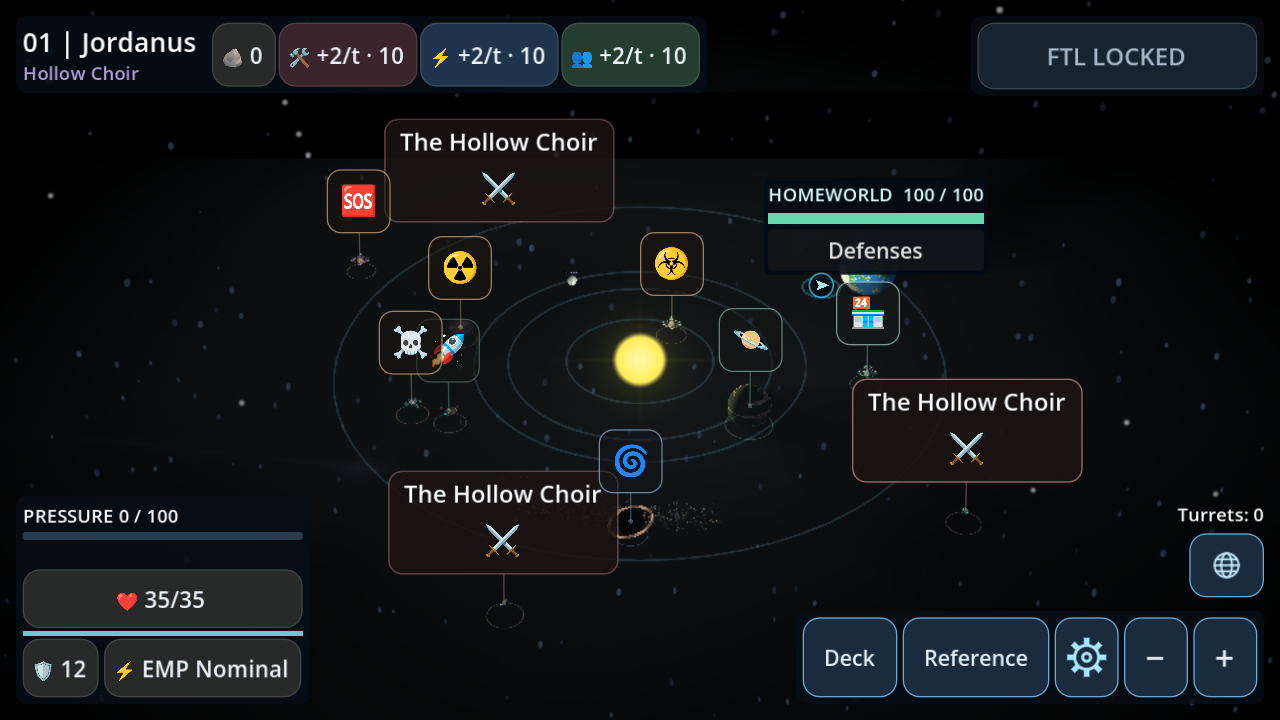 01 | Jordanus
Hollow Choir
0
+2/t · 10
+2/t · 10
+2/t · 10
FTL LOCKED
The Hollow Choir
SOS
HOMEWORLD 100 / 100
Defenses
24
The Hollow Choir
The Hollow Choir
PRESSURE 0 / 100
35/35
12
EMP Nominal
Turrets: 0
Deck
Reference
−
+